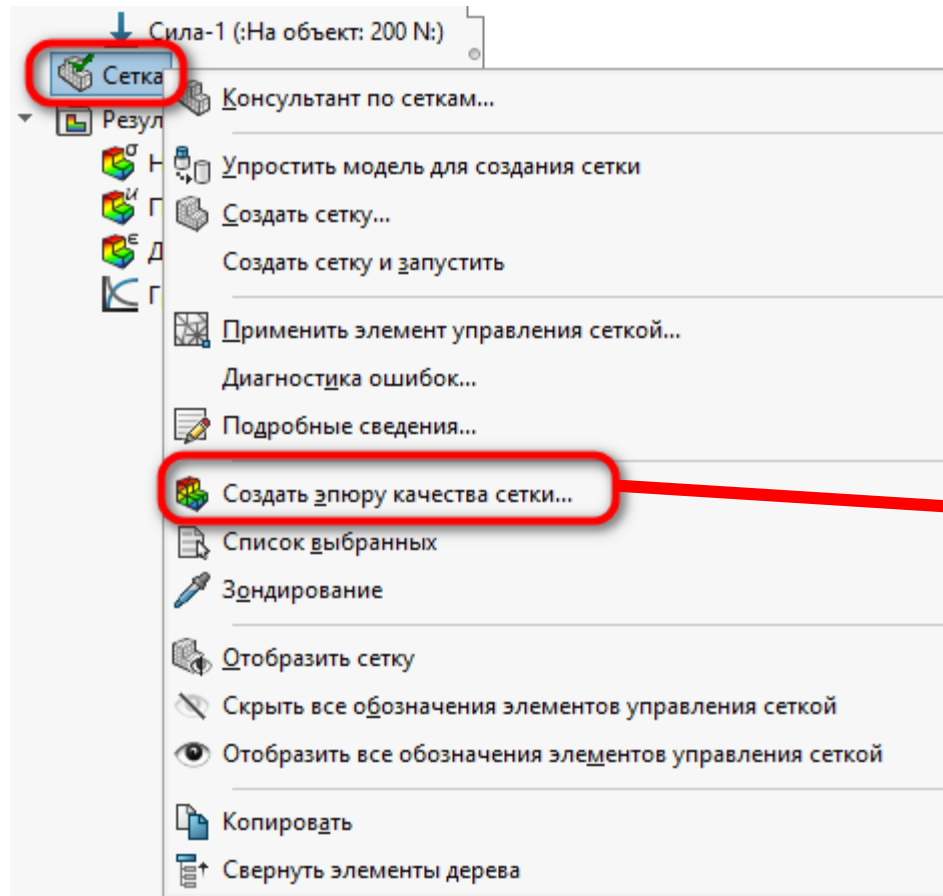 Сила-1 (:На объект: 200 N:)
Сетка
Консультант по сеткам...
Упростить модель для создания сетки
Создать сетку...
Создать сетку и запустить
Применить элемент управления сеткой...
Диагностика ошибок...
Подробные сведения...
Создать эпюру качества сетки...
Список выбранных
Зондирование
Отобразить сетку
Скрыть все обозначения элементов управления сеткой
Отобразить все обозначения элементов управления сеткой
Копировать
Свернуть элементы дерева